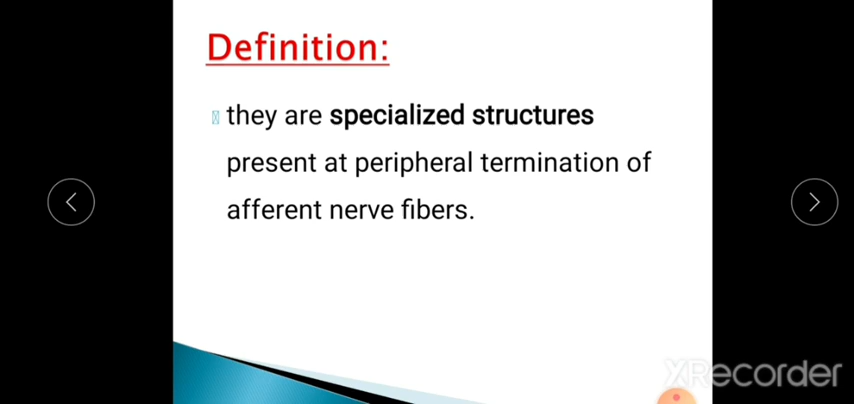 Definition:
they are specialized structures
present at peripheral termination of
afferent nerve fibers.
XRecorder